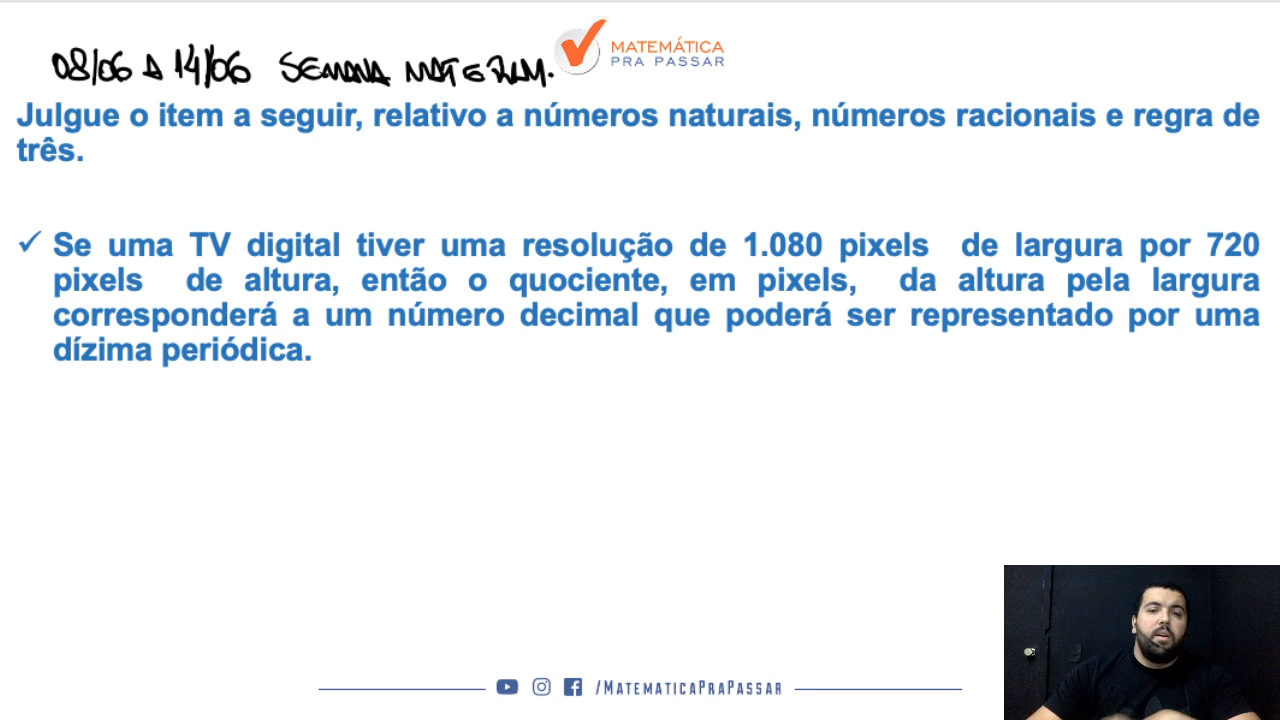 08/06 A 14/06 SEMANA MATERLM.
MATEMÁTICA
PRA PASSAR
Julgue o item a seguir, relativo a números naturais, números racionais e regra de
três.
✓ Se uma TV digital tiver uma resolução de 1.080 pixels de largura por 720
pixels de altura, então o quociente, em pixels, da altura pela largura
corresponderá a um número decimal que poderá ser representado por uma
dízima periódica.
/MATEMATICAPRAPASSAR